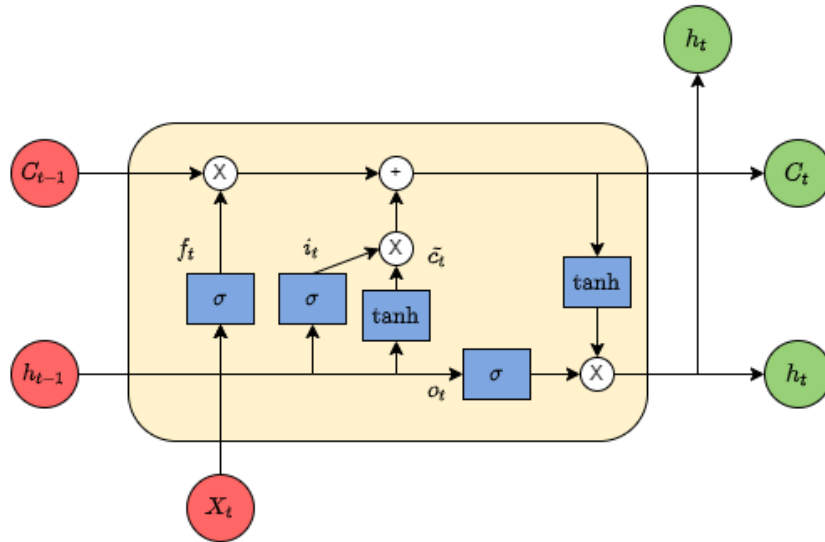 h_t
C_{t-1}
X
+
C_t
f_t
i_t
X
c̃_t
σ
σ
tanh
tanh
h_{t-1}
o_t
σ
X
h_t
X_t